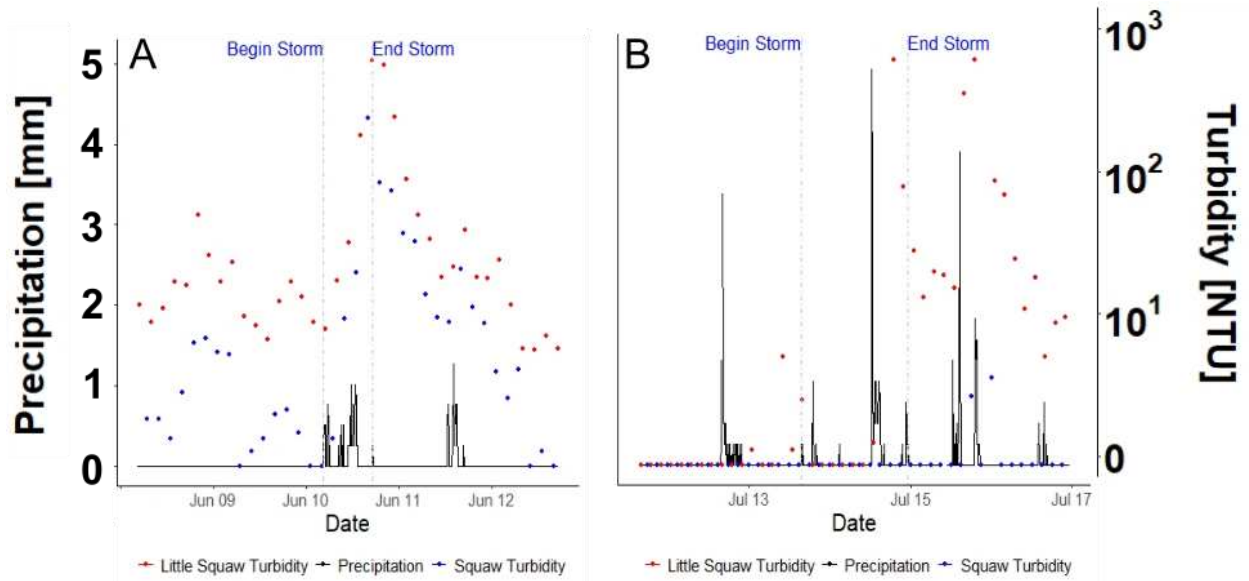 A
Begin Storm End Storm
5
4
3
2
1
0
Precipitation [mm]
Jun 09 Jun 10 Jun 11 Jun 12
Date
Little Squaw Turbidity Precipitation Squaw Turbidity
B
Begin Storm End Storm
10³
10²
10¹
0
Turbidity [NTU]
Jul 13 Jul 15 Jul 17
Date
Little Squaw Turbidity Precipitation Squaw Turbidity